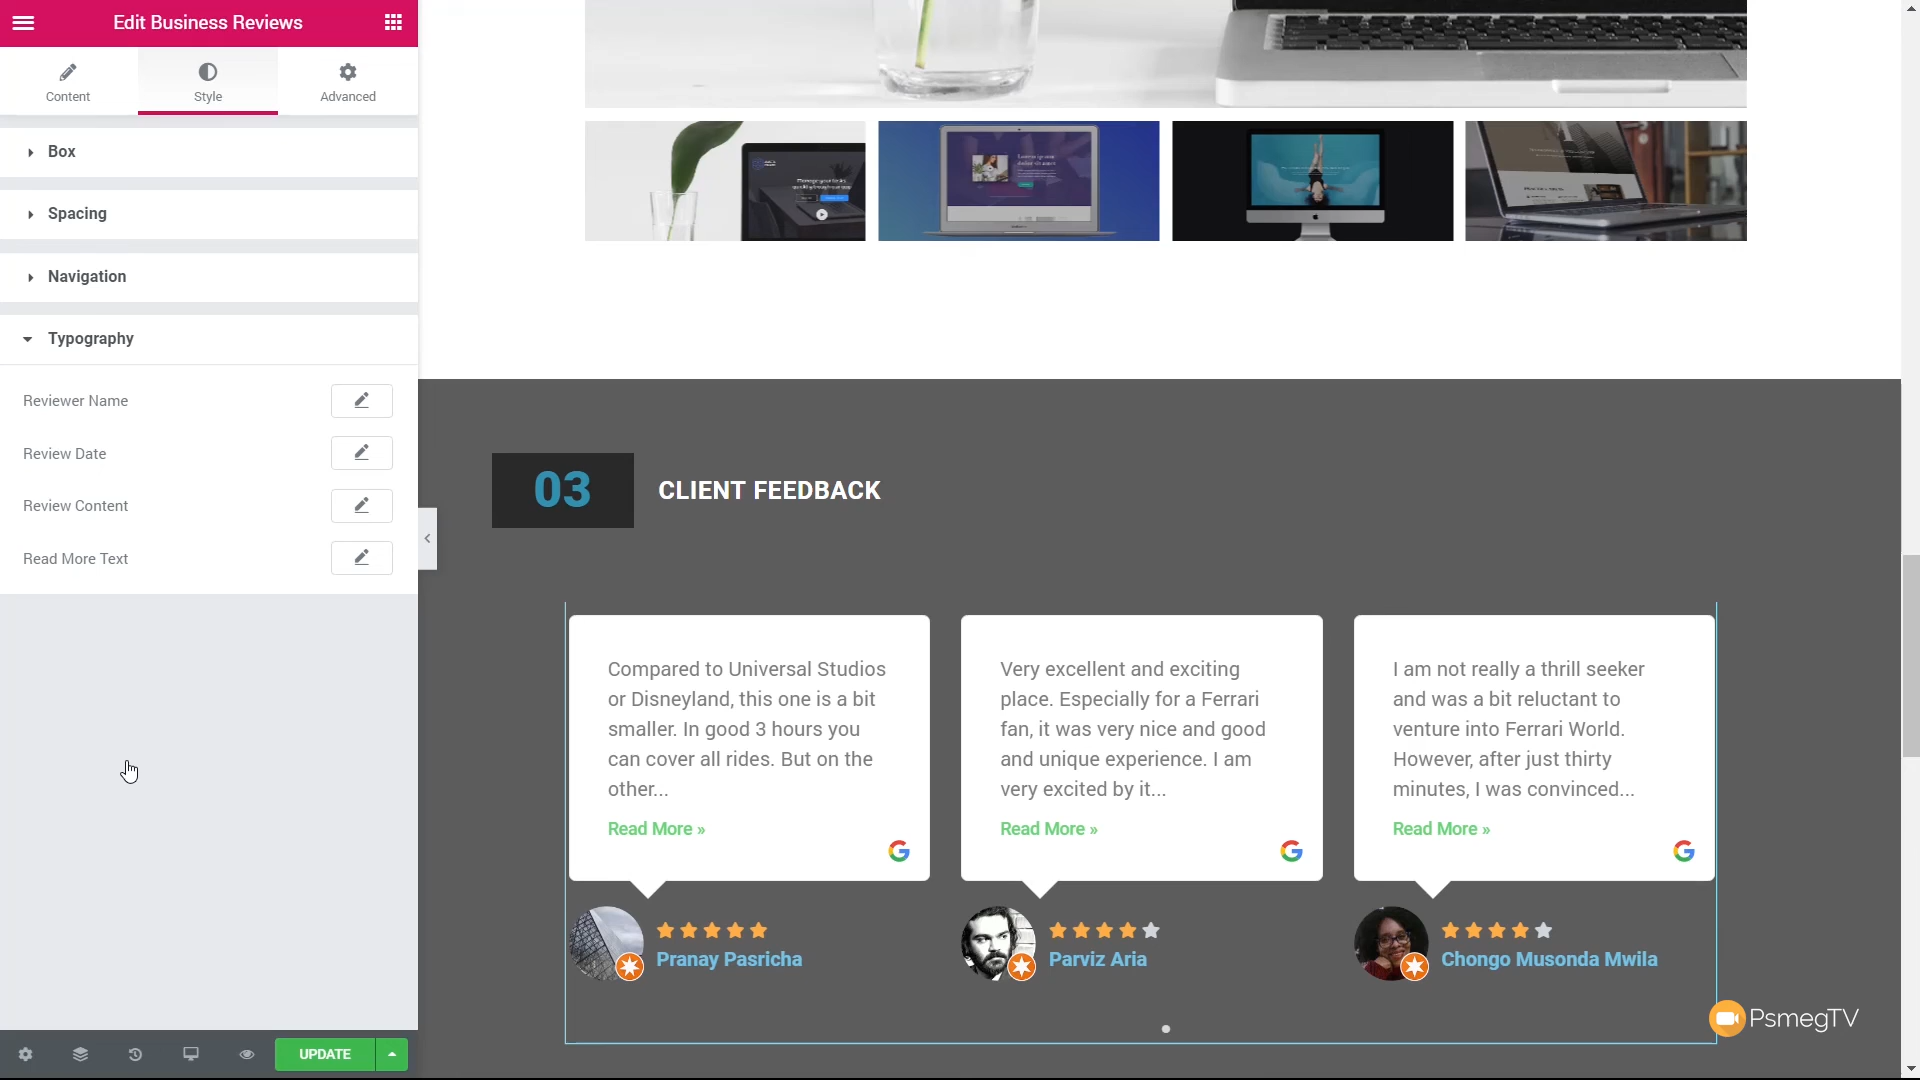 Edit Business Reviews
Content
Style
Advanced
Box
Spacing
Navigation
Typography
Reviewer Name
Review Date
Review Content
Read More Text
UPDATE
03
CLIENT FEEDBACK
Compared to Universal Studios
or Disneyland, this one is a bit
smaller. In good 3 hours you
can cover all rides. But on the
other...
Read More »
Pranay Pasricha
Very excellent and exciting
place. Especially for a Ferrari
fan, it was very nice and good
and unique experience. I am
very excited by it...
Read More »
Parviz Aria
I am not really a thrill seeker
and was a bit reluctant to
venture into Ferrari World.
However, after just thirty
minutes, I was convinced...
Read More »
Chongo Musonda Mwila
PsmegTV